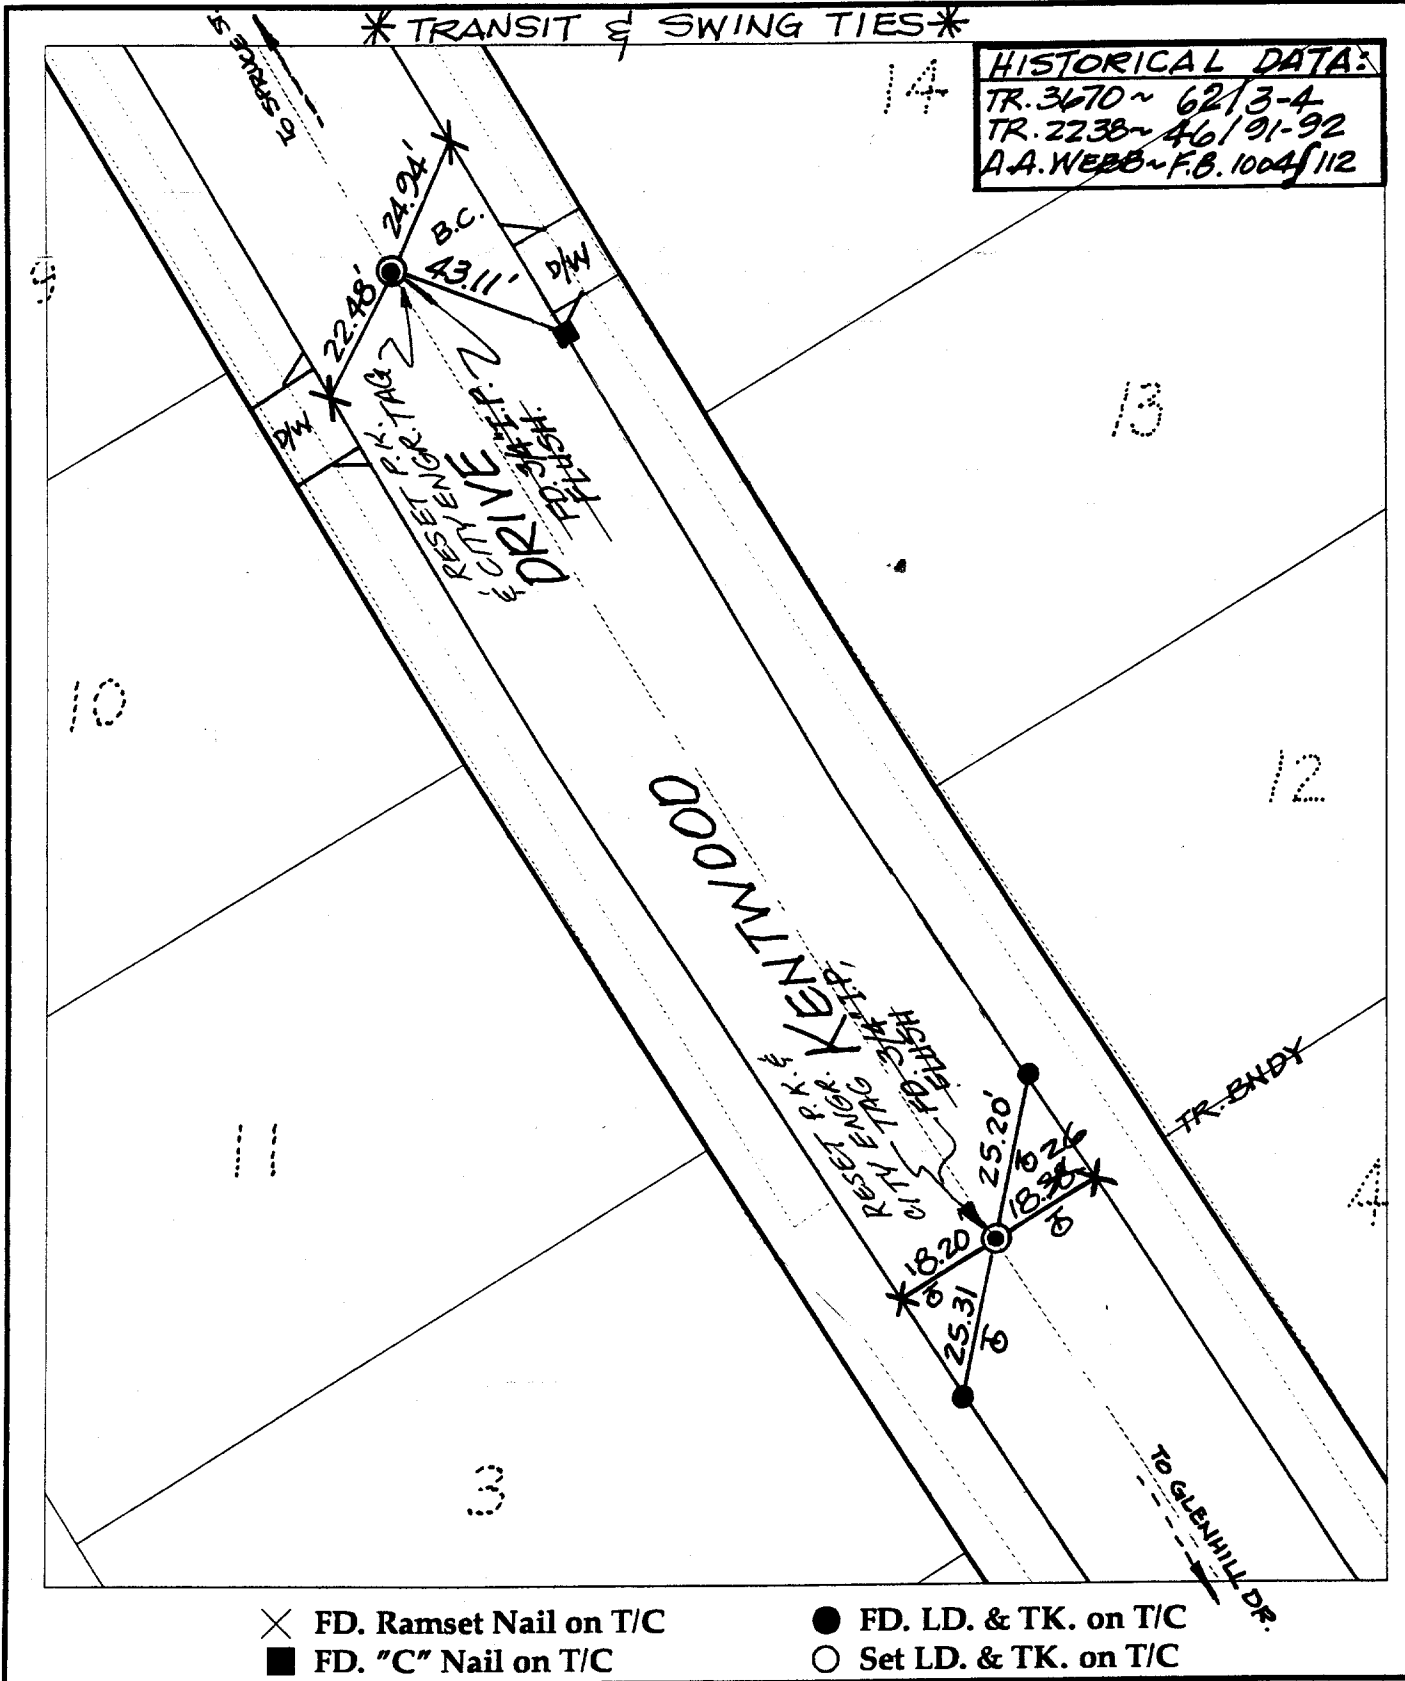 * TRANSIT & SWING TIES *
HISTORICAL DATA:
TR. 3670 ~ 62/3-4
TR. 2238 ~ 46/91-92
A.A. WEBB ~ F.B. 1004/112
TO SPRUCE ST.
14
9
24.94'
B.C.
43.11'
22.48'
D/W
D/W
RESET P.K.
& CITY ENGR. TAG
FD. 3/4" I.P.
FLUSH.
13
10
12
KENTWOOD DRIVE
RESET P.K. &
CITY ENGR. TAG
FD. 3/4" I.P.
FLUSH
11
TR. BNDY
4
25.20'
26
18.38
18.20
25.31
3
TO GLENHILL DR.
FD. Ramset Nail on T/C
FD. "C" Nail on T/C
FD. LD. & TK. on T/C
Set LD. & TK. on T/C